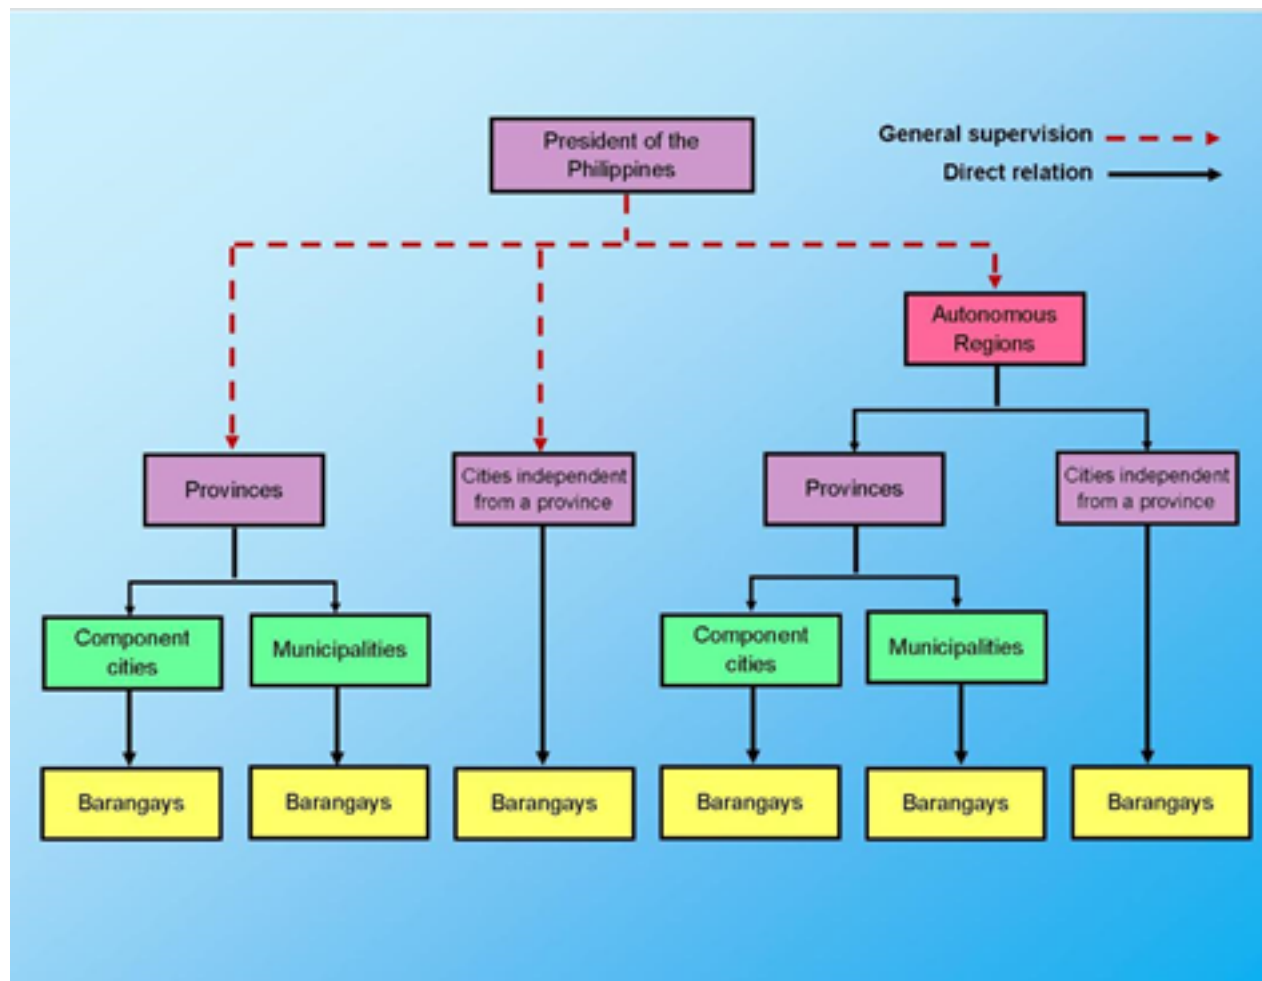 President of the
Philippines
General supervision
Direct relation
Autonomous
Regions
Provinces
Cities independent
from a province
Provinces
Cities independent
from a province
Component
cities
Municipalities
Component
cities
Municipalities
Barangays
Barangays
Barangays
Barangays
Barangays
Barangays